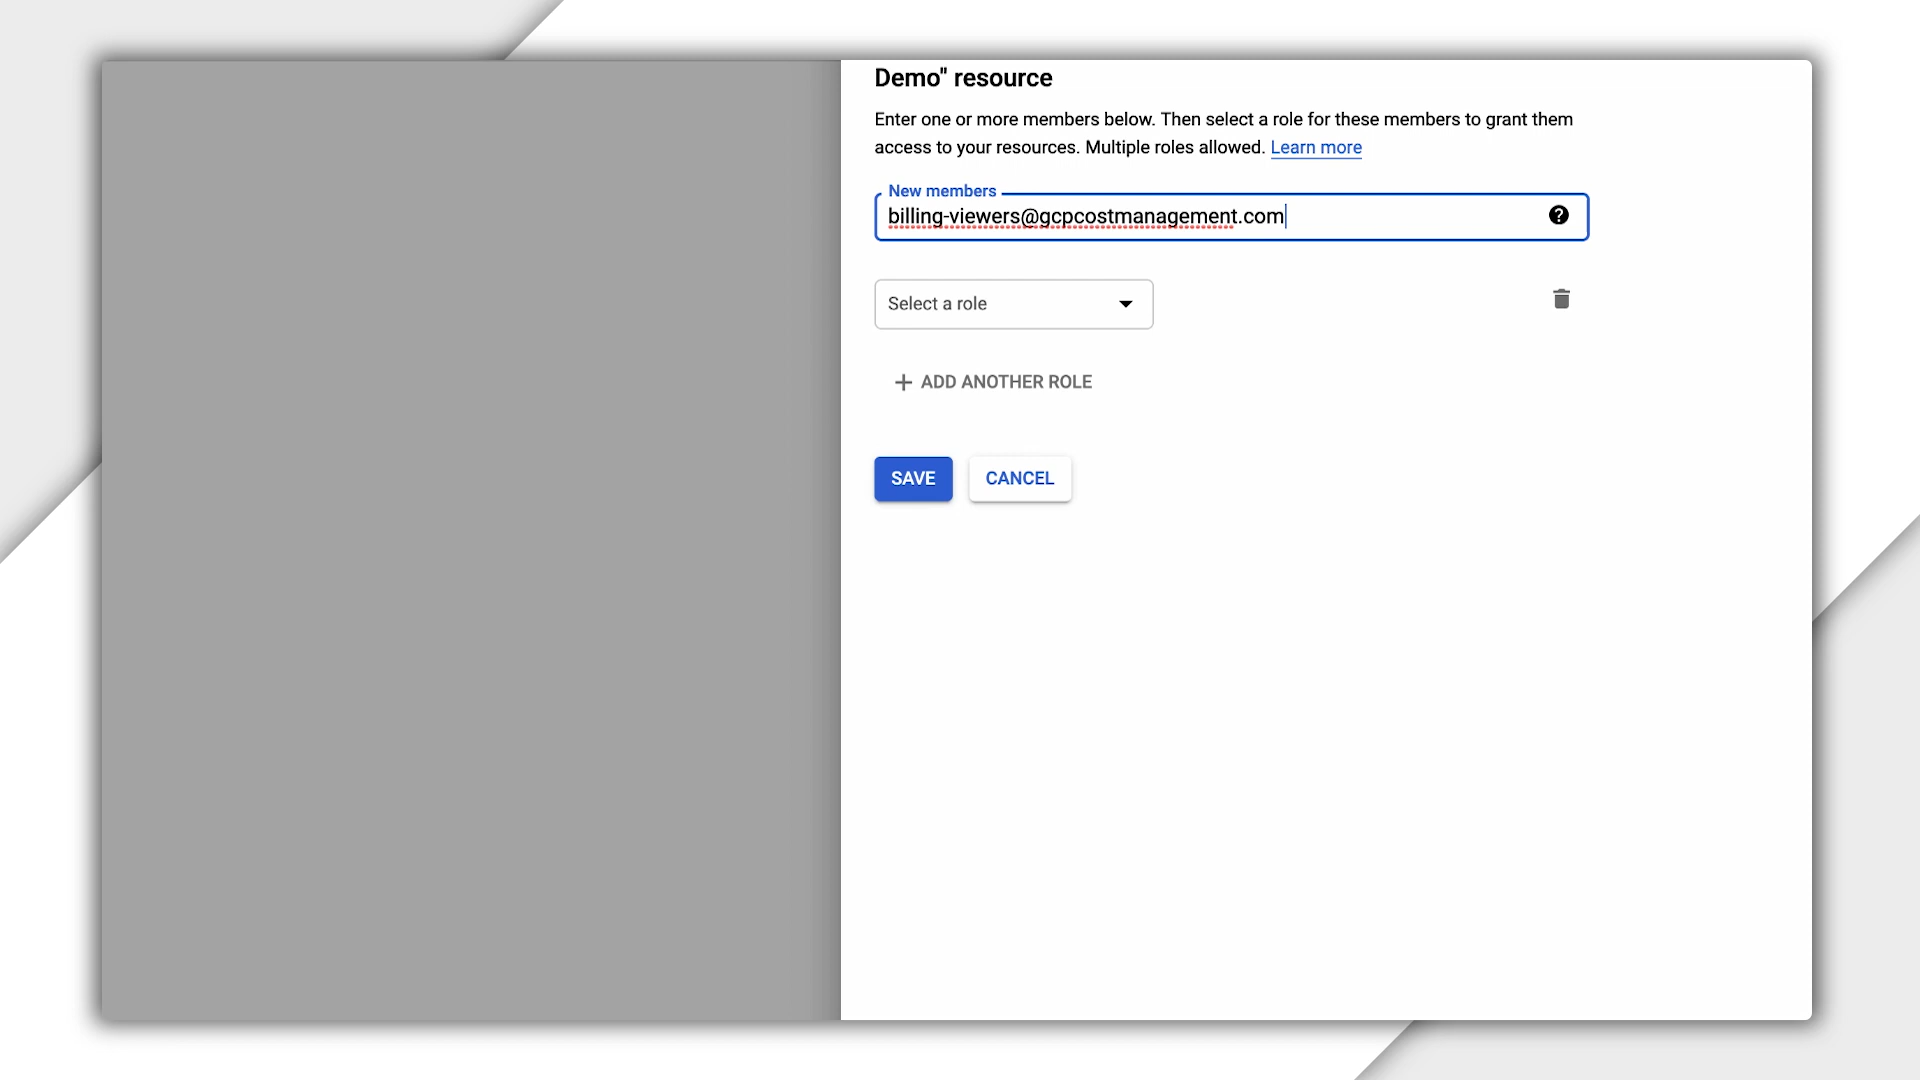 Demo" resource
Enter one or more members below. Then select a role for these members to grant them
access to your resources. Multiple roles allowed. Learn more
New members
billing-viewers@gcpcostmanagement.com
Select a role
ADD ANOTHER ROLE
SAVE CANCEL